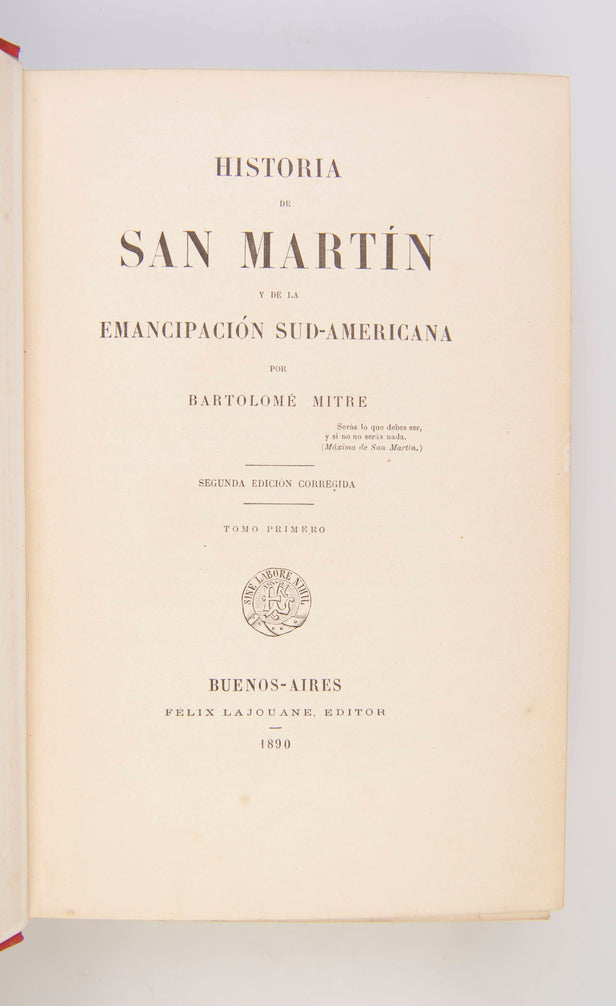 HISTORIA
DE
SAN MARTÍN
Y DE LA
EMANCIPACIÓN SUD-AMERICANA
POR
BARTOLOMÉ MITRE
Serás lo que debes ser,
y si no no serás nada.
(Máxima de San Martín.)
SEGUNDA EDICIÓN CORREGIDA
TOMO PRIMERO
SINE LABORE NIHIL
BUENOS-AIRES
FÉLIX LAJOUANE, EDITOR
1890